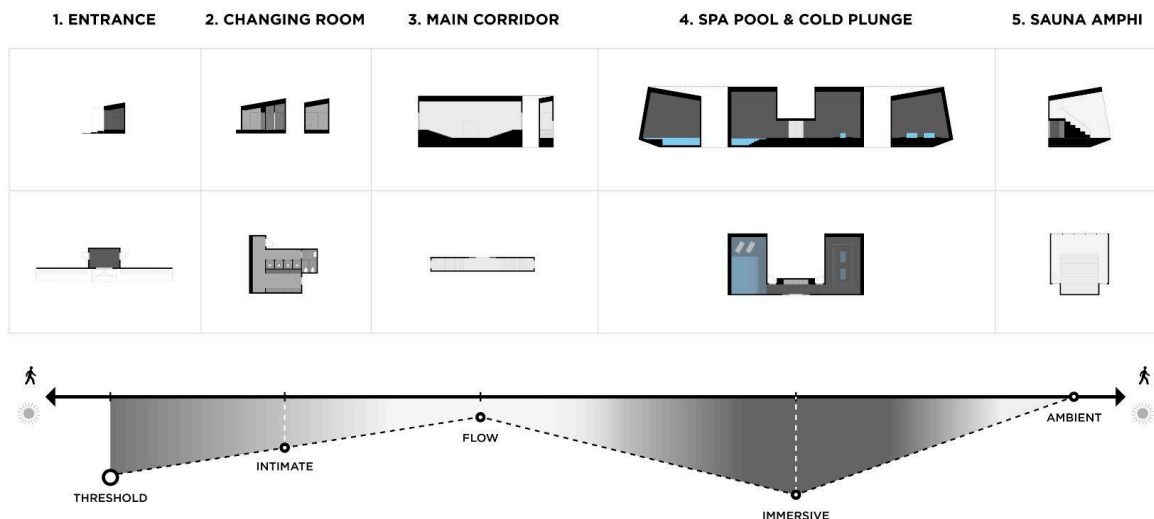 1. ENTRANCE
2. CHANGING ROOM
3. MAIN CORRIDOR
4. SPA POOL & COLD PLUNGE
5. SAUNA AMPHI
THRESHOLD
INTIMATE
FLOW
IMMERSIVE
AMBIENT